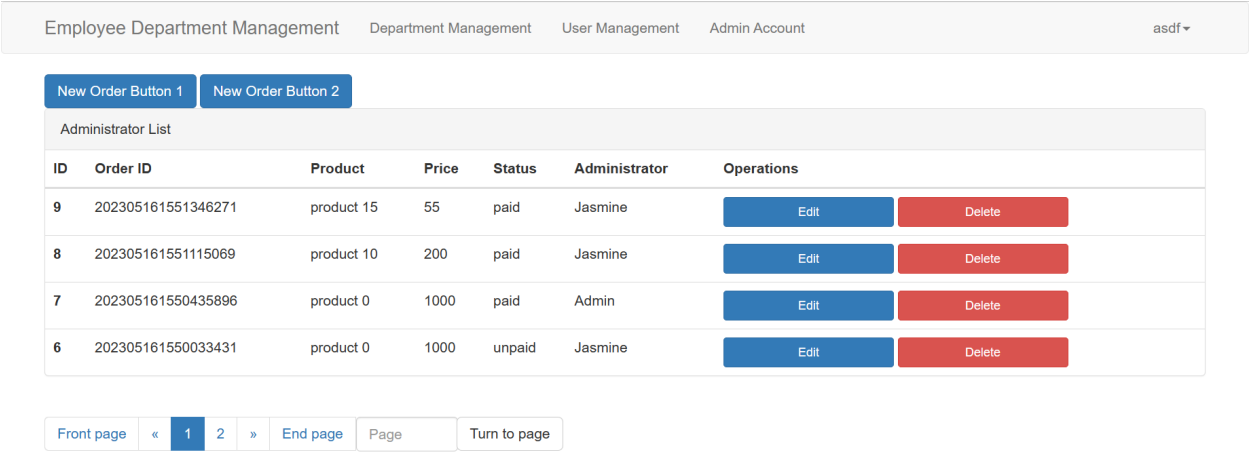 Employee Department Management Department Management User Management Admin Account asdf
New Order Button 1 New Order Button 2
Administrator List
ID Order ID Product Price Status Administrator Operations
9 202305161551346271 product 15 55 paid Jasmine Edit Delete
8 202305161551115069 product 10 200 paid Jasmine Edit Delete
7 202305161550435896 product 0 1000 paid Admin Edit Delete
6 202305161550033431 product 0 1000 unpaid Jasmine Edit Delete
Front page « 1 2 » End page Page Turn to page